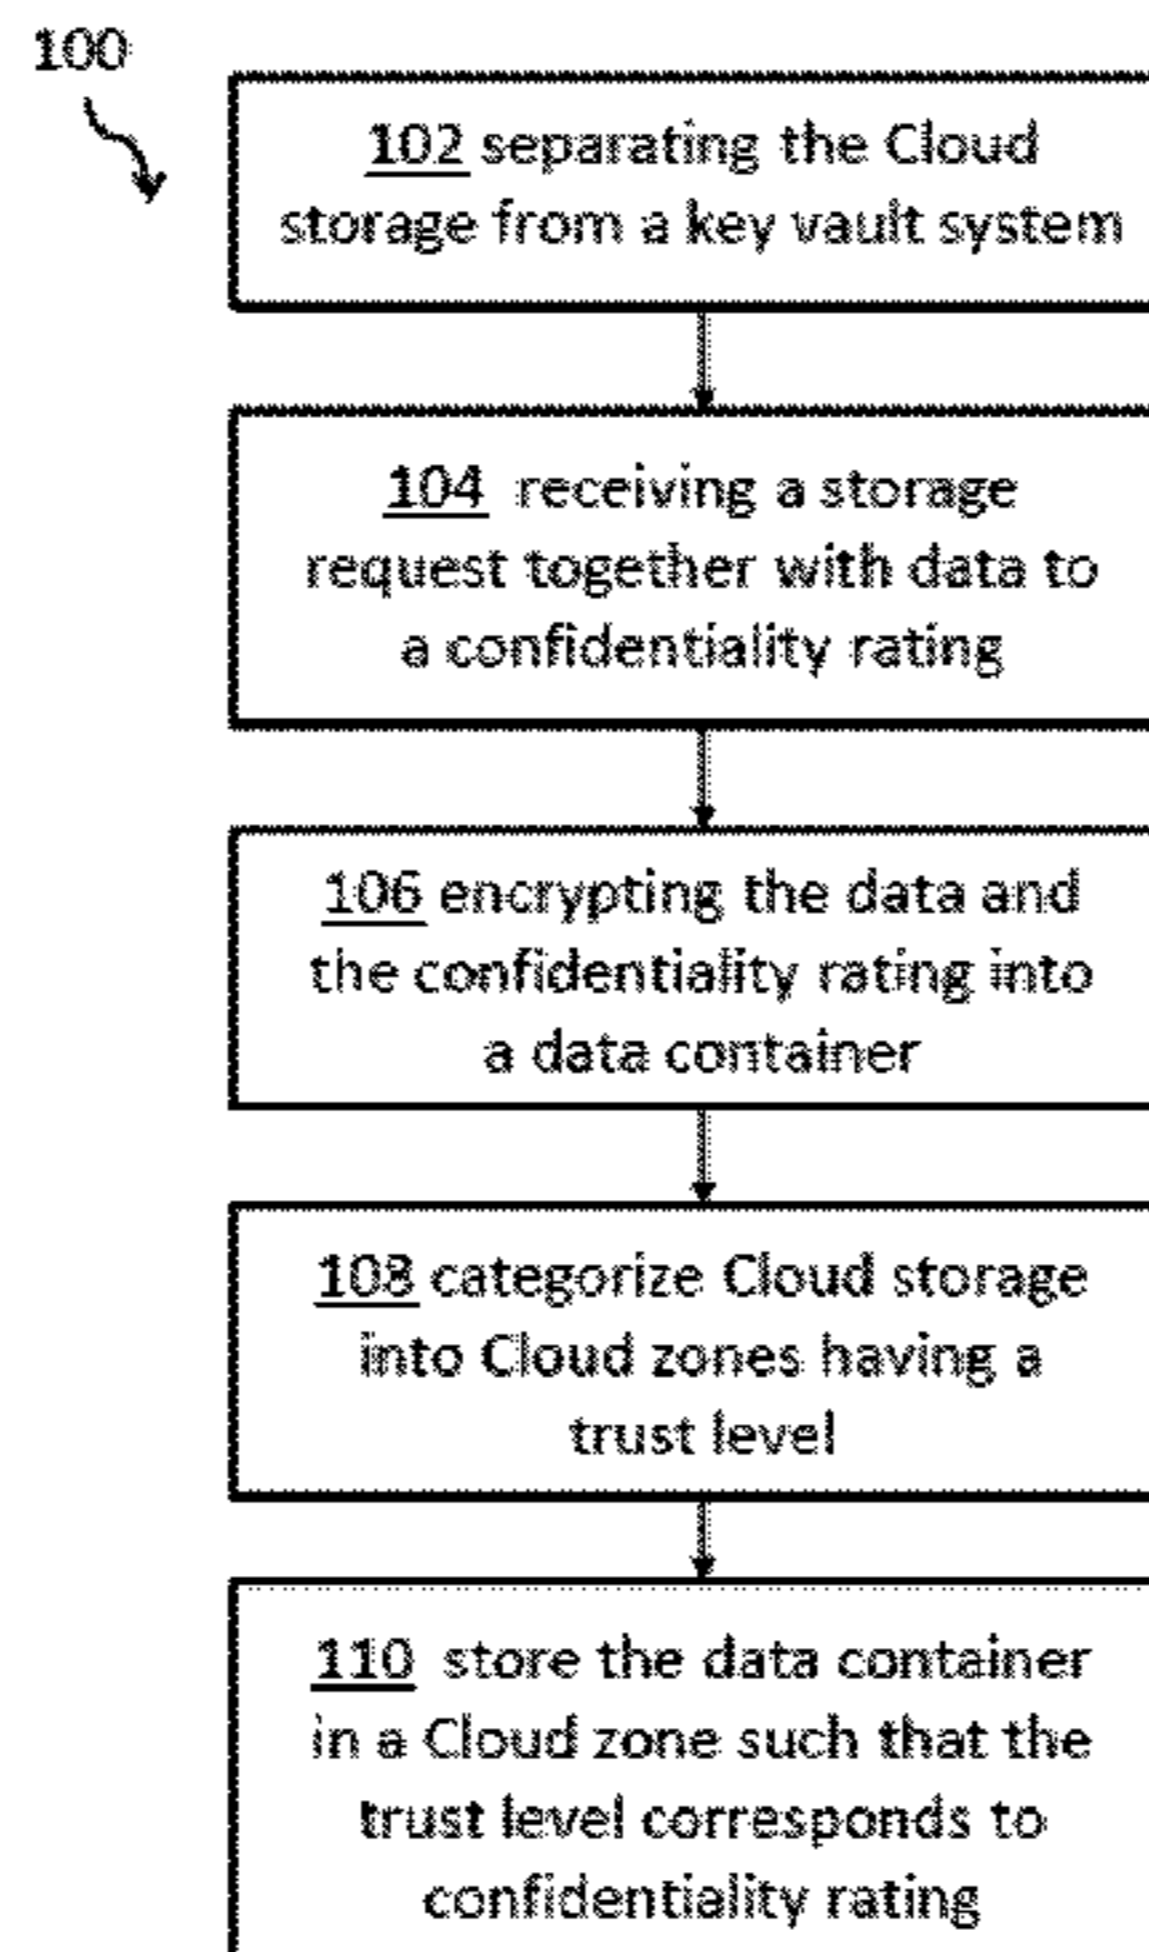 100
102 separating the Cloud
storage from a key vault system
104 receiving a storage
request together with data to
a confidentiality rating
106 encrypting the data and
the confidentiality rating into
a data container
108 categorize Cloud storage
into Cloud zones having a
trust level
110 store the data container
in a Cloud zone such that the
trust level corresponds to
confidentiality rating